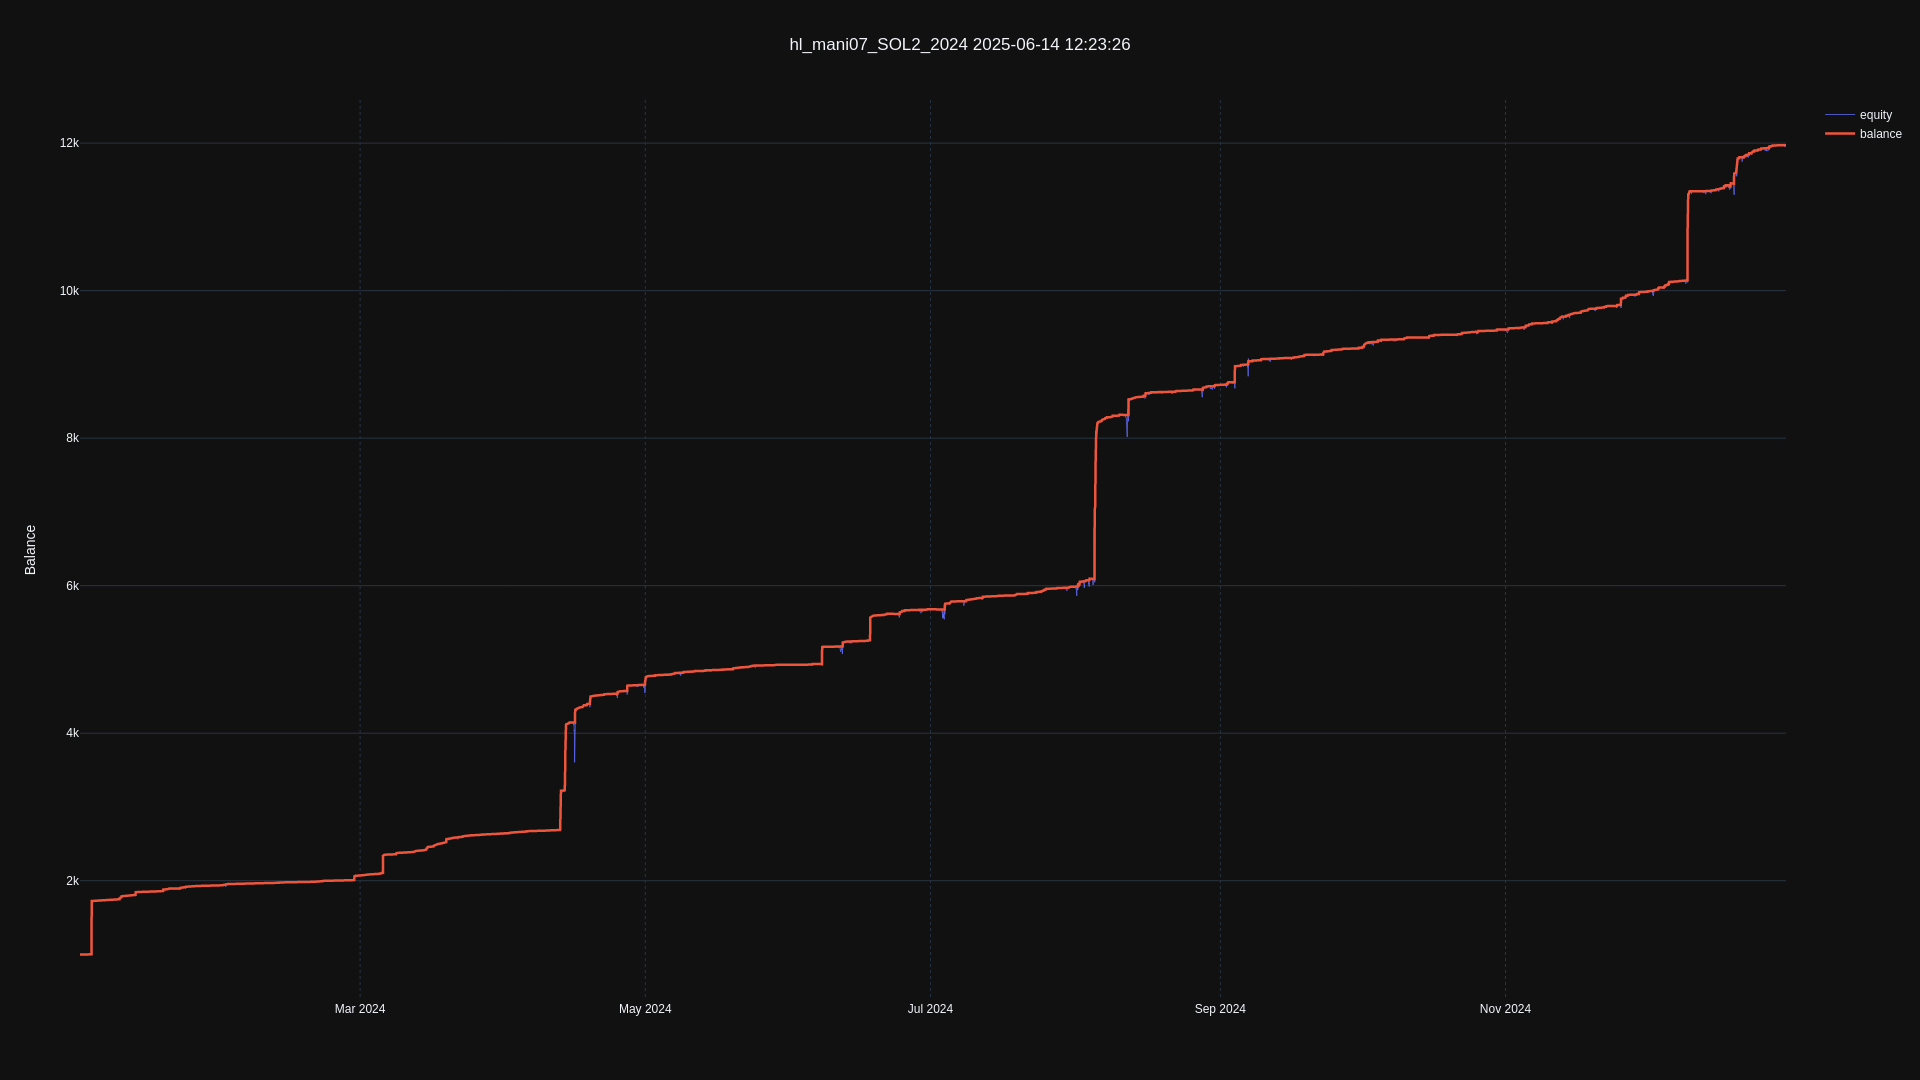 hl_mani07_SOL2_2024 2025-06-14 12:23:26
equity
balance
12k
10k
8k
6k
4k
2k
Balance
Mar 2024
May 2024
Jul 2024
Sep 2024
Nov 2024